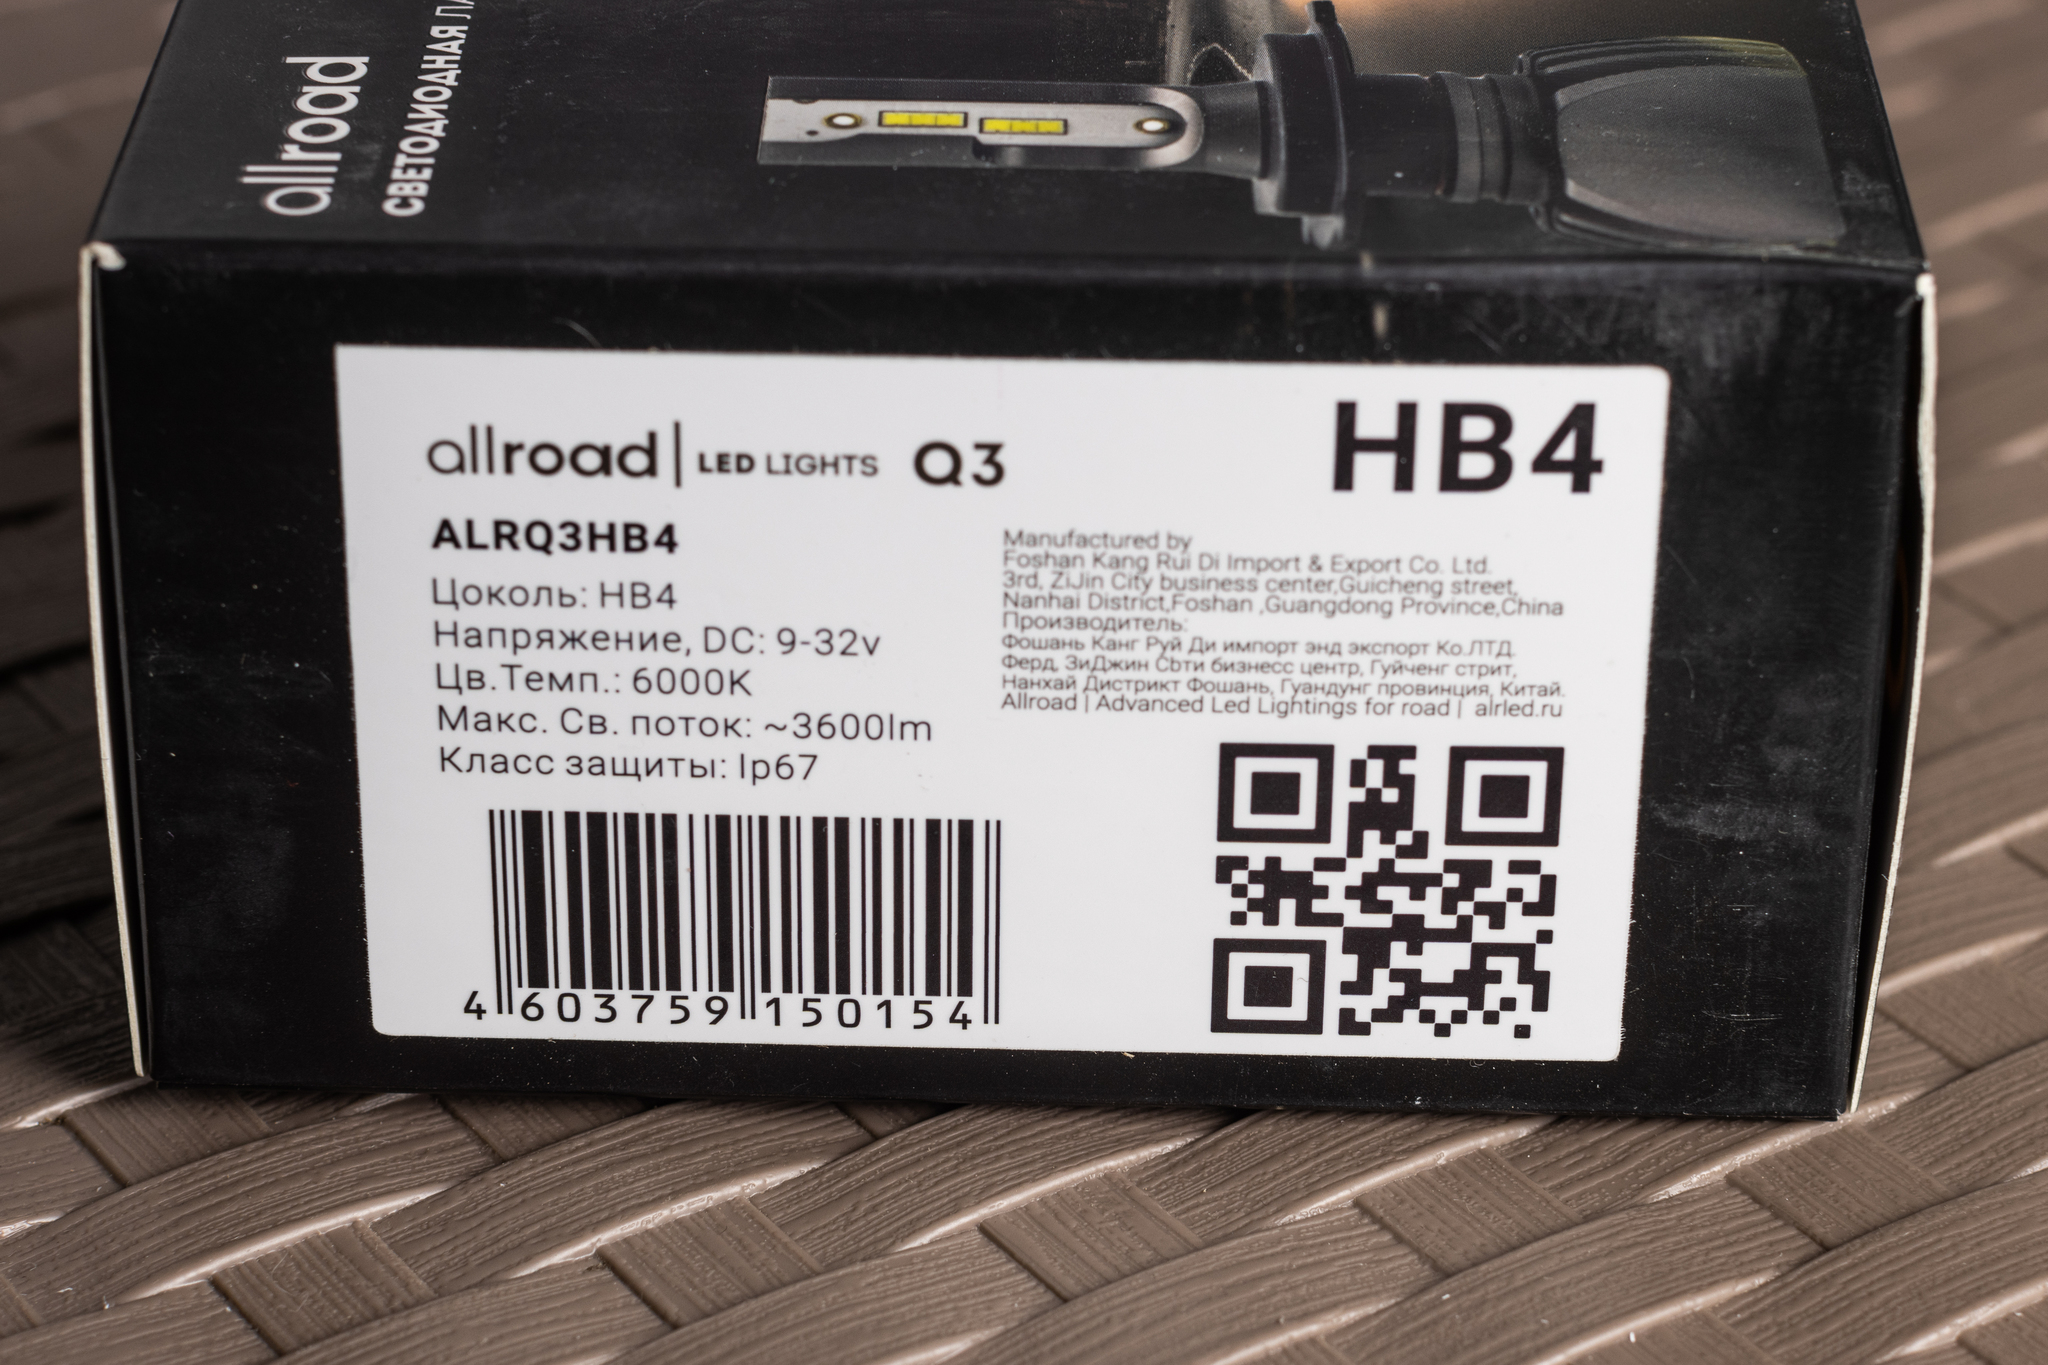 allroad
СВЕТОДИОДНАЯ
allroad | LED LIGHTS Q3
HB4
ALRQ3HB4
Цоколь: HB4
Напряжение, DC: 9-32v
Цв.Темп.: 6000K
Макс. Св. поток: ~3600lm
Класс защиты: Ip67
Manufactured by
Foshan Kang Rui Di Import & Export Co. Ltd.
3rd, ZiJin City business center,Guicheng street,
Nanhai District,Foshan ,Guangdong Province,China
Производитель:
Фошань Канг Руй Ди импорт энд экспорт Ко.ЛТД.
Ферд, ЗиДжин Сbти бизнесс центр, Гуйченг стрит,
Нанхай Дистрикт Фошань, Гуандунг провинция, Китай.
Allroad | Advanced Led Lightings for road | alrled.ru
4 603759 150154